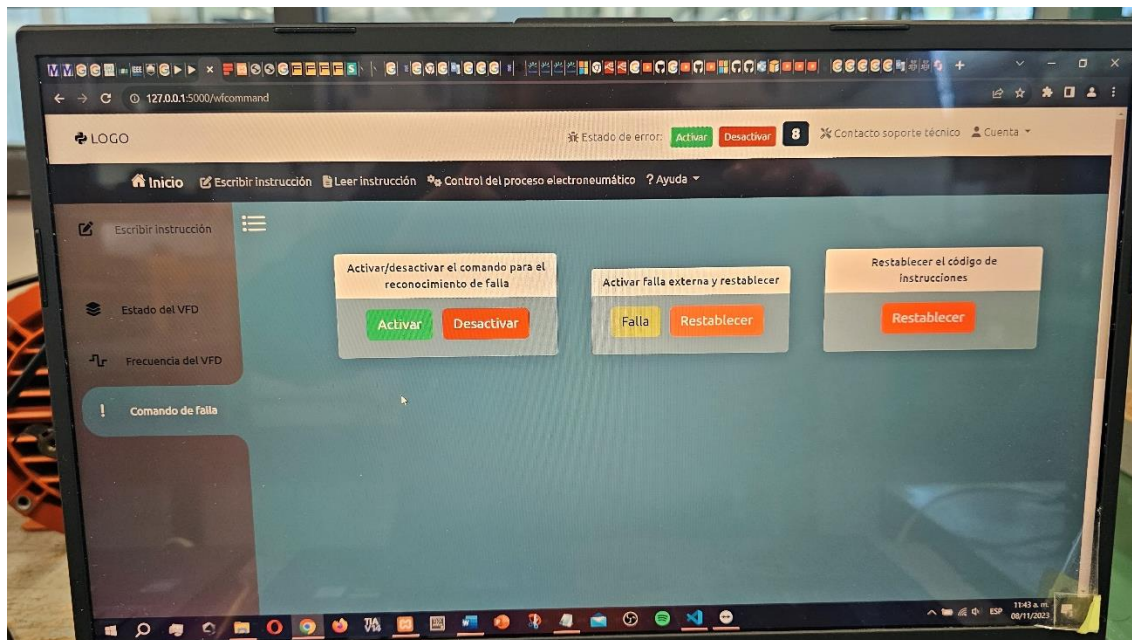 127.0.0.1:5000/wfcommand
LOGO
Estado de error: Activar Desactivar 8 Contacto soporte técnico Cuenta
Inicio Escribir instrucción Leer instrucción Control del proceso electroneumático ? Ayuda
Escribir instrucción
Estado del VFD
Frecuencia del VFD
! Comando de falla
Activar/desactivar el comando para el
reconocimiento de falla
Activar Desactivar
Activar falla externa y restablecer
Falla Restablecer
Restablecer el código de
instrucciones
Restablecer
ESP
11:43 a. m.
08/11/2023